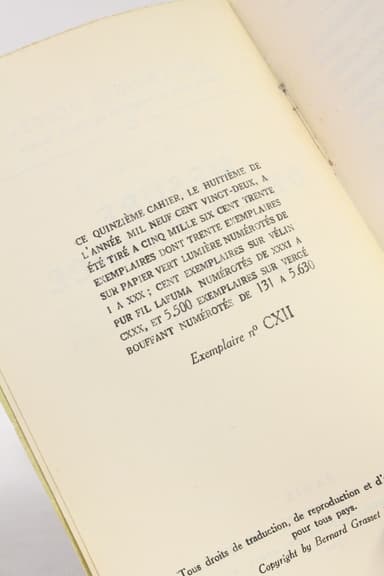 CE QUINZIÈME CAHIER, LE HUITIÈME DE
L'ANNÉE MIL NEUF CENT VINGT-DEUX, A
ÉTÉ TIRÉ A CINQ MILLE SIX CENT TRENTE
EXEMPLAIRES DONT TRENTE EXEMPLAIRES
SUR PAPIER VERT LUMIÈRE NUMÉROTÉS DE
I A XXX ; CENT EXEMPLAIRES SUR VÉLIN
PUR FIL LAFUMA NUMÉROTÉS DE XXXI A
CXXX, ET 5.500 EXEMPLAIRES SUR VERGÉ
BOUFFANT NUMÉROTÉS DE 131 A 5.630
Exemplaire nº CXII
Tous droits de traduction, de reproduction et d'
pour tous pays.
Copyright by Bernard Grasset